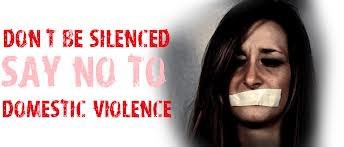 DON'T BE SILENCED
SAY NO TO
DOMESTIC VIOLENCE